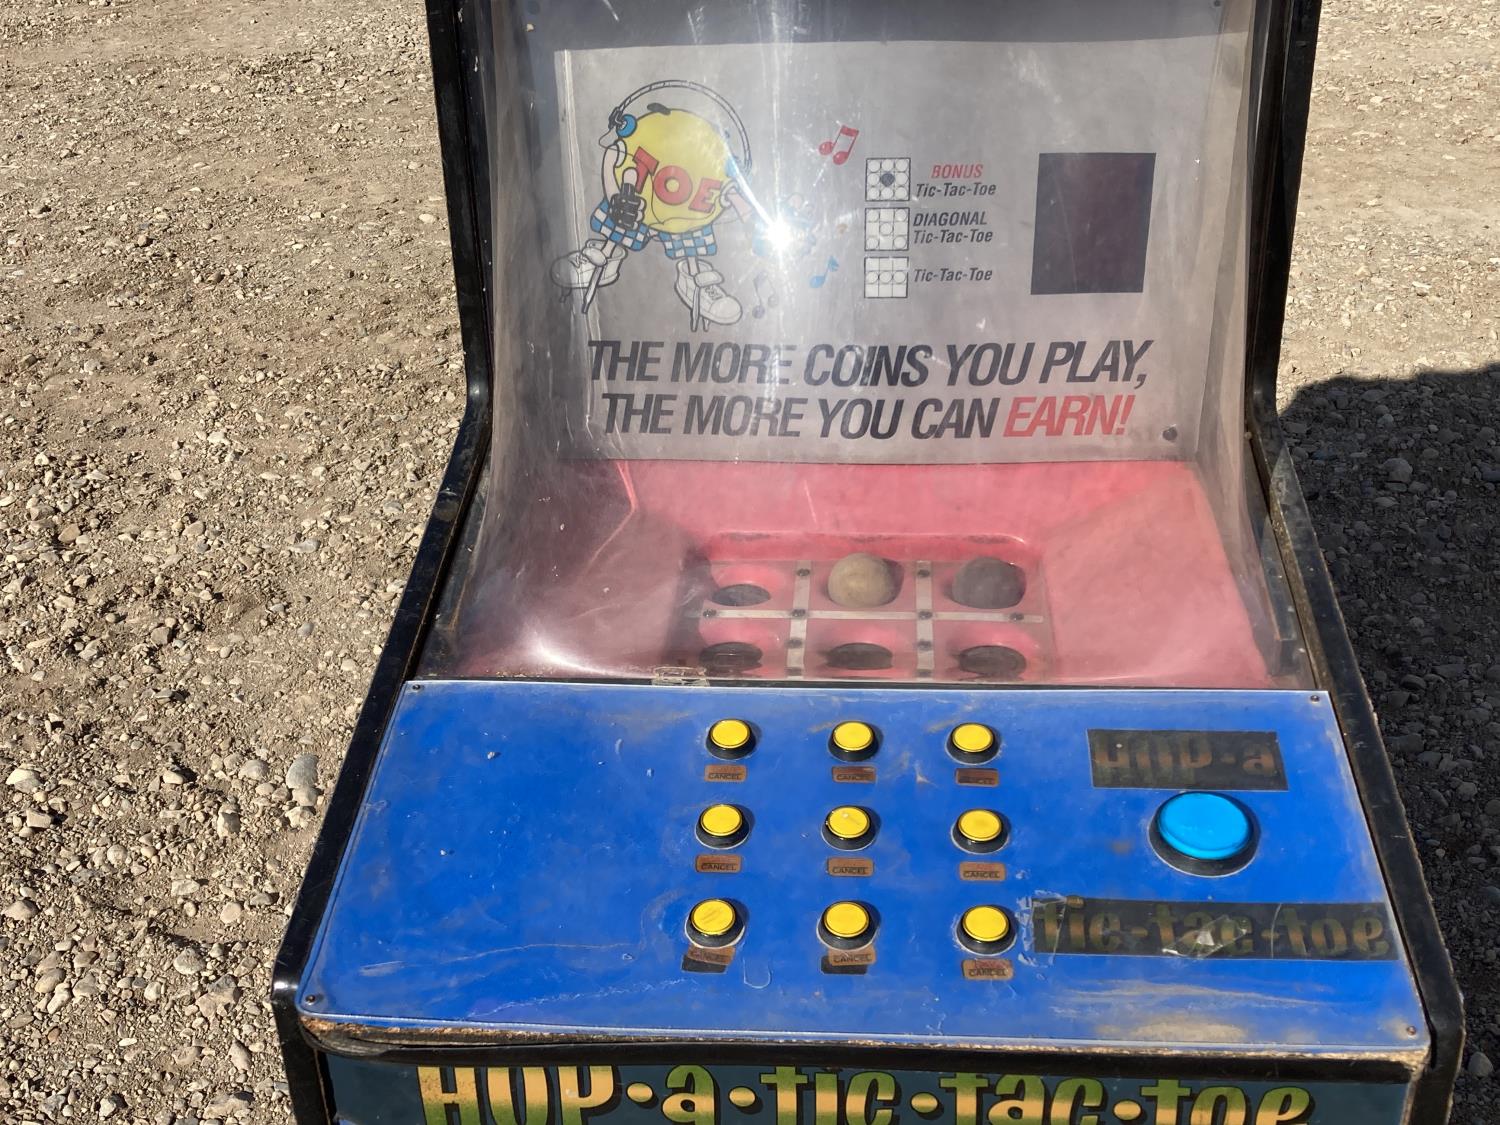 TOE
BONUS
Tic-Tac-Toe
DIAGONAL
Tic-Tac-Toe
Tic-Tac-Toe
THE MORE COINS YOU PLAY,
THE MORE YOU CAN EARN!
HOP-a
CANCEL CANCEL CANCEL
CANCEL CANCEL CANCEL
tic-tac-toe
CANCEL CANCEL CANCEL
HOP•a•tic•tac•toe